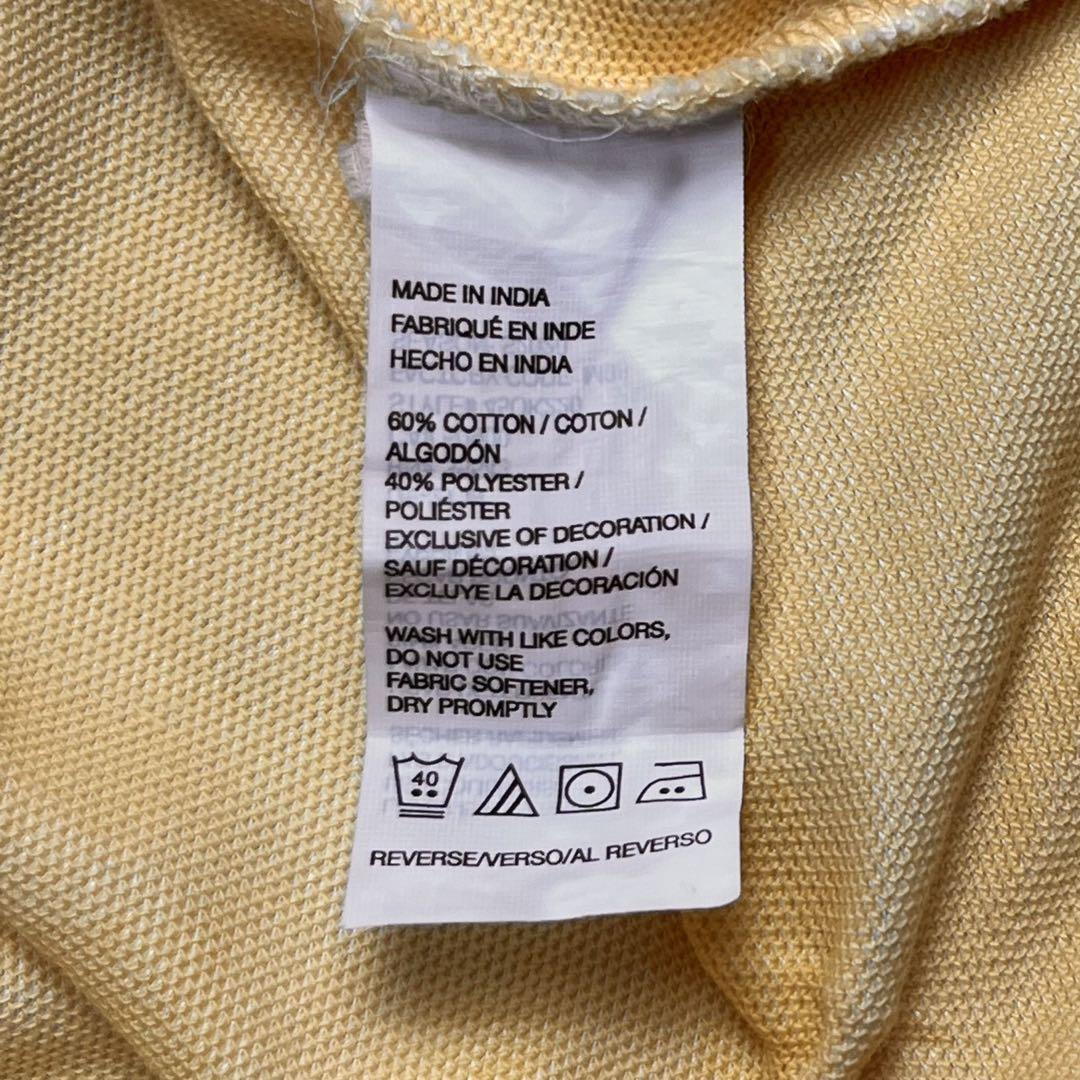 MADE IN INDIA
FABRIQUÉ EN INDE
HECHO EN INDIA
60% COTTON / COTON /
ALGODÓN
40% POLYESTER /
POLIÉSTER
EXCLUSIVE OF DECORATION /
SAUF DÉCORATION /
EXCLUYE LA DECORACIÓN
WASH WITH LIKE COLORS,
DO NOT USE
FABRIC SOFTENER,
DRY PROMPTLY
40
REVERSE/VERSO/AL REVERSO